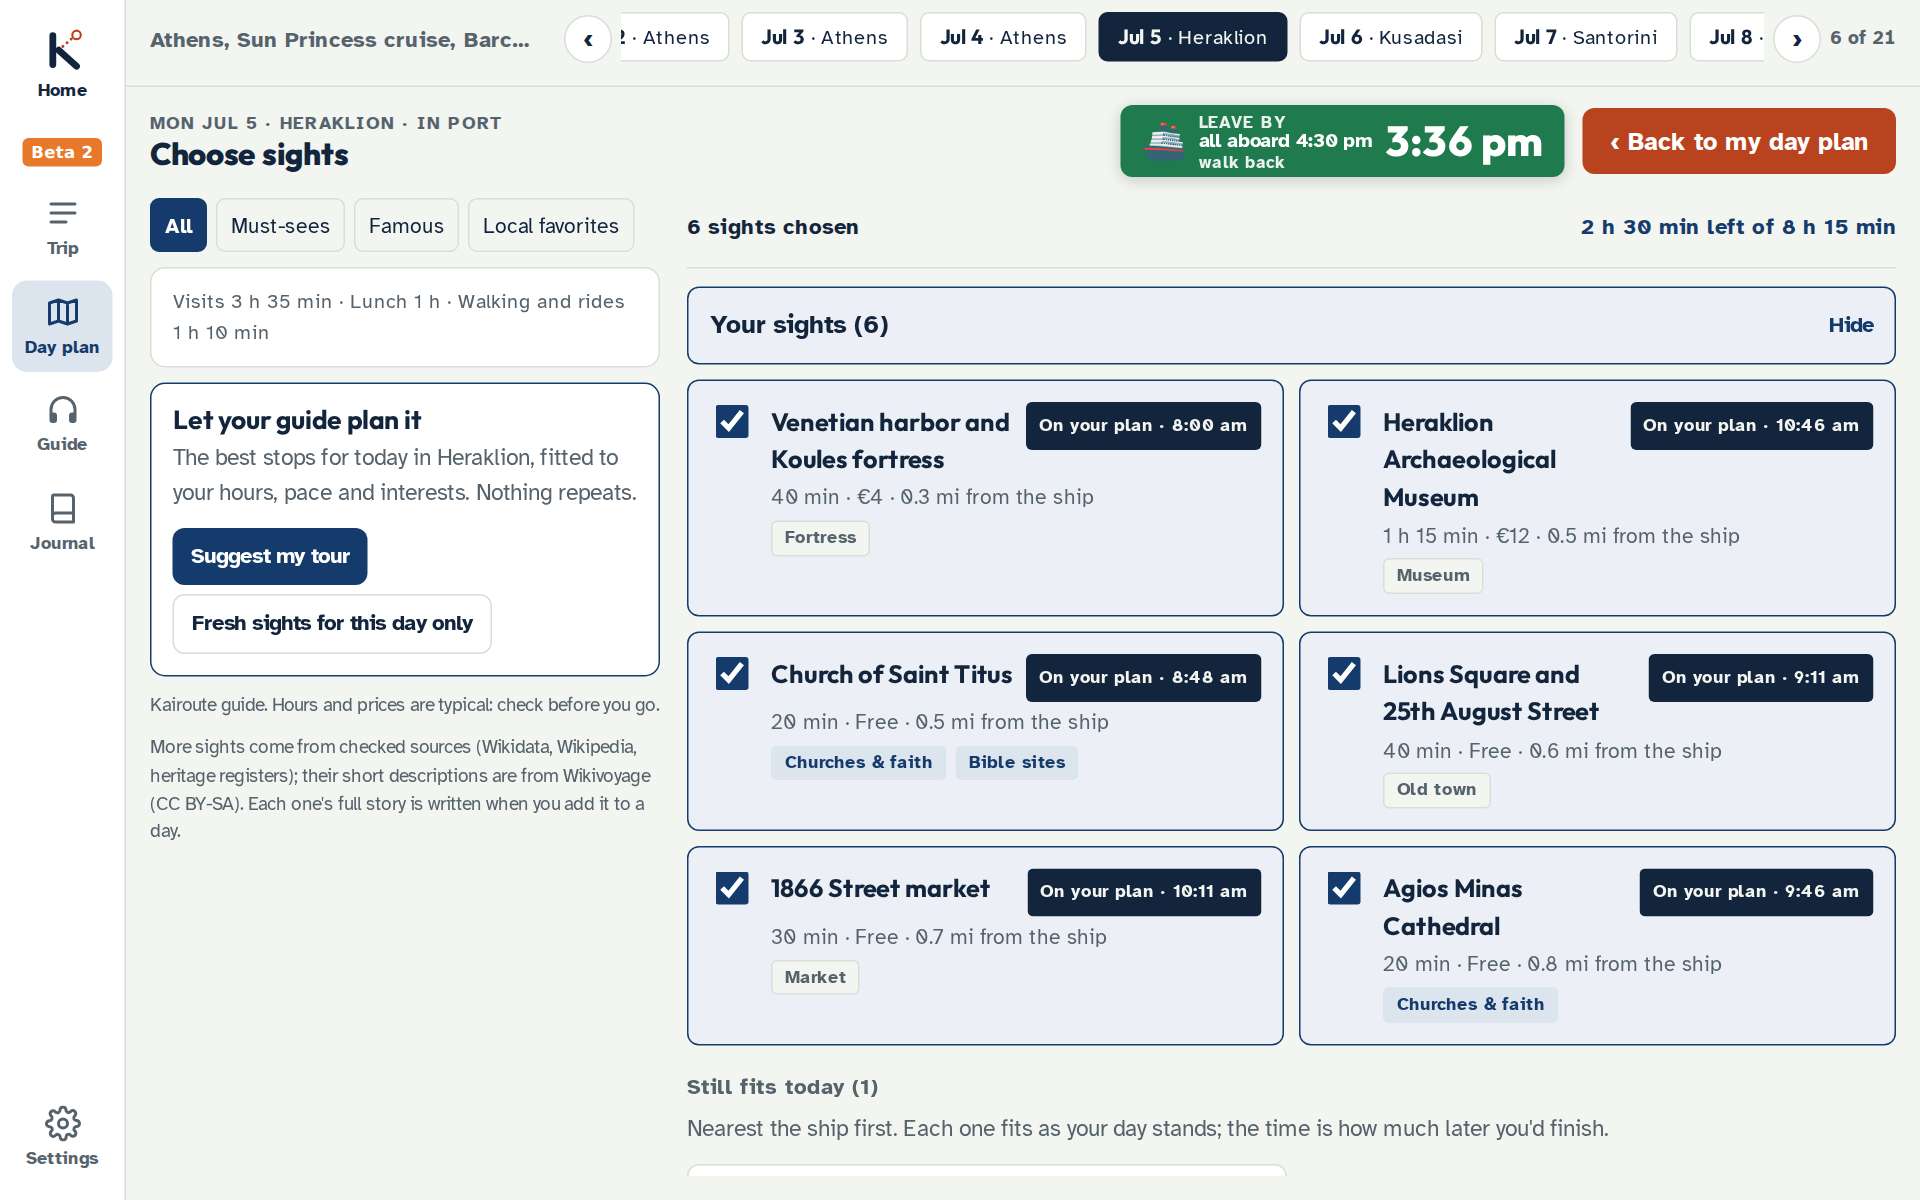 Home
Beta 2
Trip
Day plan
Guide
Journal
Settings
Athens, Sun Princess cruise, Barc...
‹
2 · Athens
Jul 3 · Athens
Jul 4 · Athens
Jul 5 · Heraklion
Jul 6 · Kusadasi
Jul 7 · Santorini
Jul 8 ·
›
6 of 21
MON JUL 5 · HERAKLION · IN PORT
Choose sights
LEAVE BY
all aboard 4:30 pm
walk back
3:36 pm
‹ Back to my day plan
All
Must-sees
Famous
Local favorites
Visits 3 h 35 min · Lunch 1 h · Walking and rides
1 h 10 min
Let your guide plan it
The best stops for today in Heraklion, fitted to
your hours, pace and interests. Nothing repeats.
Suggest my tour
Fresh sights for this day only
Kairoute guide. Hours and prices are typical: check before you go.
More sights come from checked sources (Wikidata, Wikipedia,
heritage registers); their short descriptions are from Wikivoyage
(CC BY-SA). Each one's full story is written when you add it to a
day.
6 sights chosen
2 h 30 min left of 8 h 15 min
Your sights (6)
Hide
Venetian harbor and
Koules fortress
On your plan · 8:00 am
40 min · €4 · 0.3 mi from the ship
Fortress
Heraklion
Archaeological
Museum
On your plan · 10:46 am
1 h 15 min · €12 · 0.5 mi from the ship
Museum
Church of Saint Titus
On your plan · 8:48 am
20 min · Free · 0.5 mi from the ship
Churches & faith
Bible sites
Lions Square and
25th August Street
On your plan · 9:11 am
40 min · Free · 0.6 mi from the ship
Old town
1866 Street market
On your plan · 10:11 am
30 min · Free · 0.7 mi from the ship
Market
Agios Minas
Cathedral
On your plan · 9:46 am
20 min · Free · 0.8 mi from the ship
Churches & faith
Still fits today (1)
Nearest the ship first. Each one fits as your day stands; the time is how much later you'd finish.